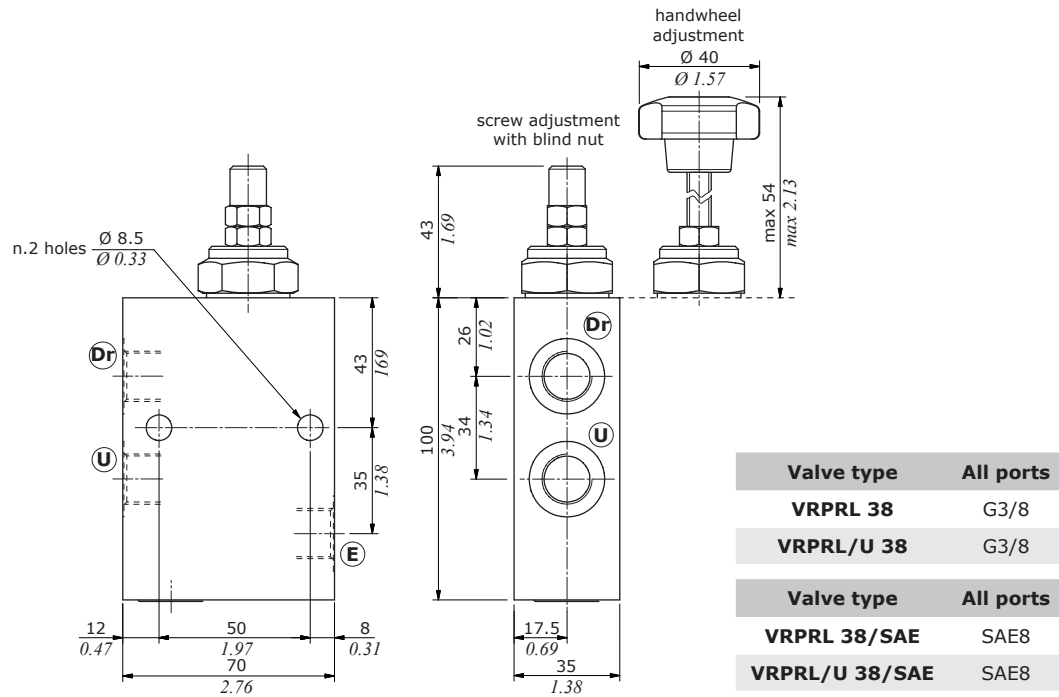 handwheel
adjustment
Ø 40
Ø 1.57
screw adjustment
with blind nut
max 54
max 2.13
43
1.69
n.2 holes
Ø 8.5
Ø 0.33
Dr
U
E
43
169
35
1.38
12
0.47
50
1.97
8
0.31
70
2.76
Dr
U
26
1.02
34
1.34
100
3.94
17.5
0.69
35
1.38
Valve type All ports
VRPRL 38 G3/8
VRPRL/U 38 G3/8
Valve type All ports
VRPRL 38/SAE SAE8
VRPRL/U 38/SAE SAE8